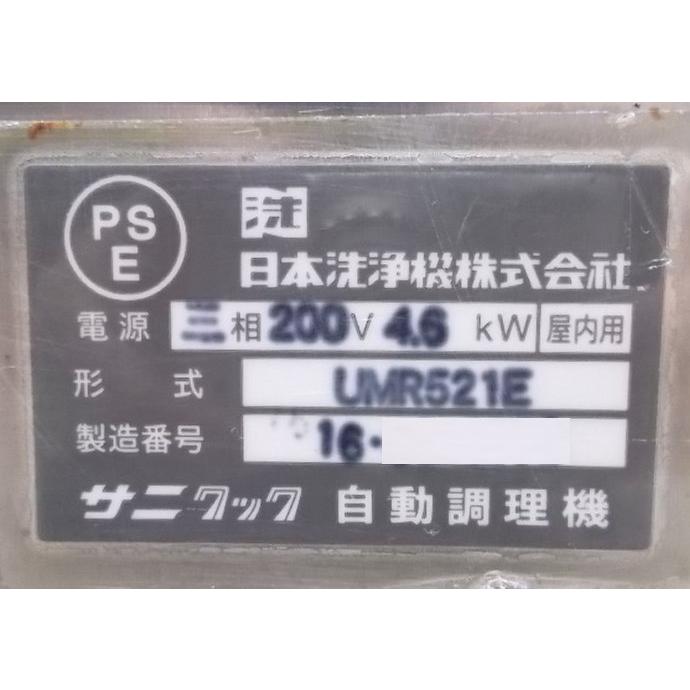 PS
E
洗
日本洗浄機株式会社
電源 三相 200V 4.6 kW 屋内用
形式 UMR521E
製造番号 16-
サニクック 自動調理機